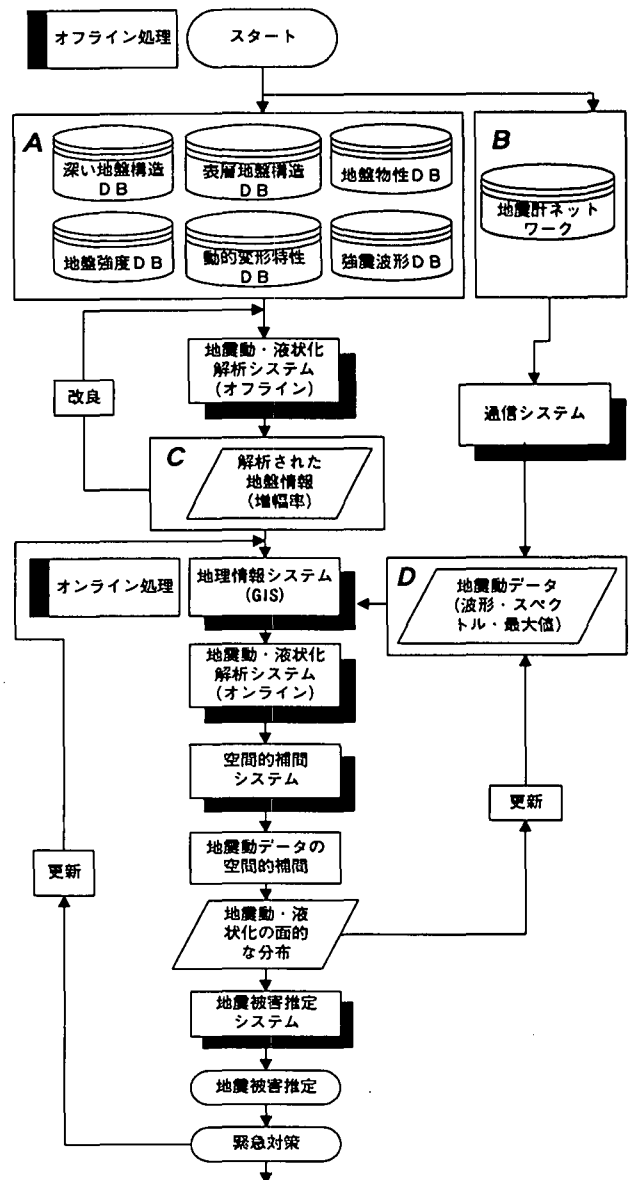 オフライン処理
スタート
A
深い地盤構造
DB
表層地盤構造
DB
地盤物性DB
地盤強度DB
動的変形特性
DB
強震波形DB
B
地震計ネット
ワーク
地震動・液状化
解析システム
(オフライン)
改良
通信システム
C
解析された
地盤情報
(増幅率)
オンライン処理
地理情報システム
(GIS)
D
地震動データ
(波形・スペク
トル・最大値)
地震動・液状化
解析システム
(オンライン)
空間的補間
システム
更新
地震動データの
空間的補間
更新
地震動・液
状化の面的
な分布
地震被害推定
システム
地震被害推定
緊急対策